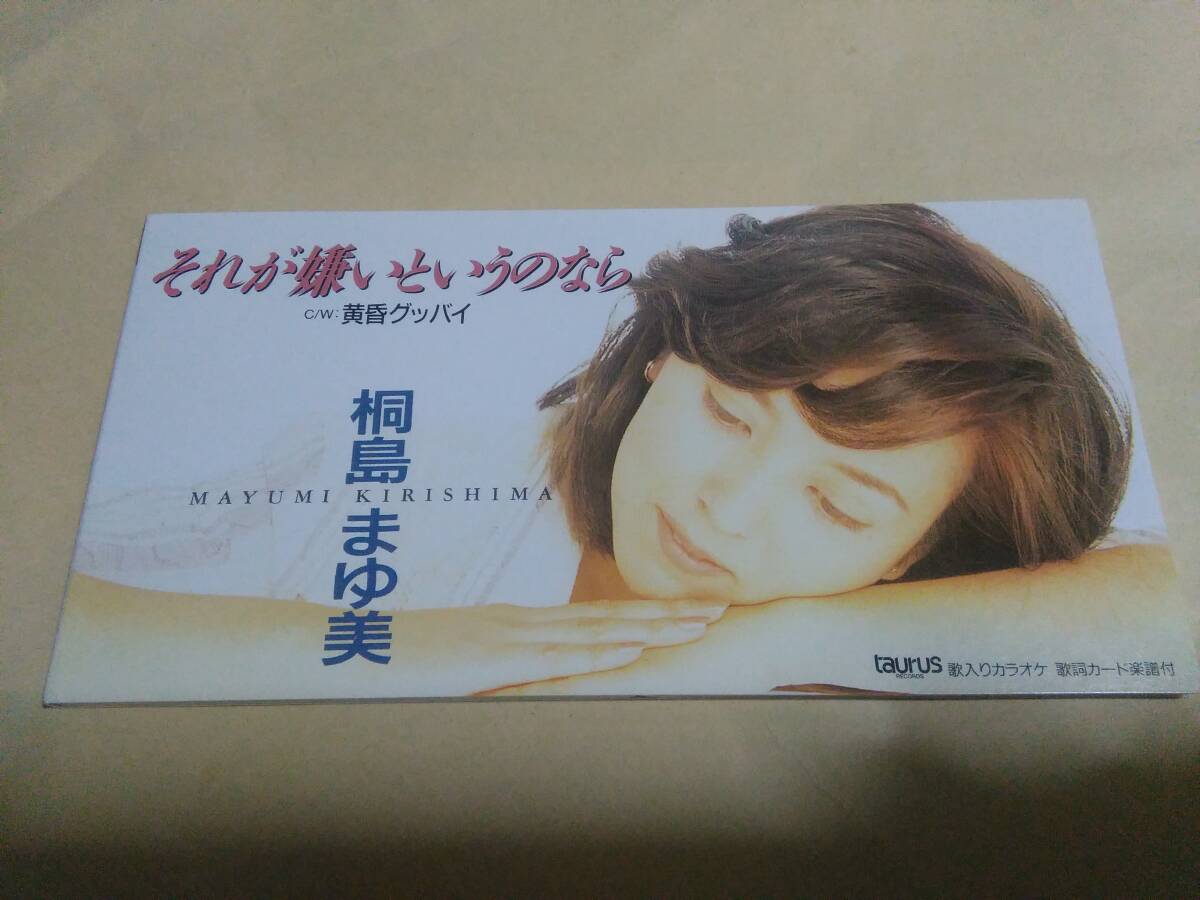 それが嫌いというのなら
C/W: 黄昏グッバイ
桐島まゆ美
MAYUMI KIRISHIMA
taurus RECORDS 歌入りカラオケ 歌詞カード楽譜付